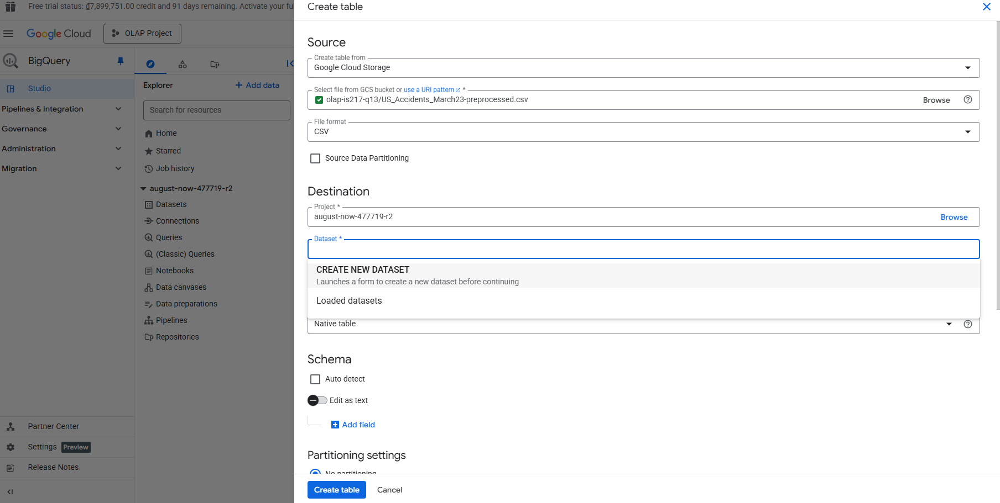 Free trial status: ₫7,899,751.00 credit and 91 days remaining. Activate your ful
Google Cloud
OLAP Project
BigQuery
Studio
Pipelines & Integration
Governance
Administration
Migration
Partner Center
Settings Preview
Release Notes
Explorer
Add data
Search for resources
Home
Starred
Job history
august-now-477719-r2
Datasets
Connections
Queries
(Classic) Queries
Notebooks
Data canvases
Data preparations
Pipelines
Repositories
Create table
Source
Create table from
Google Cloud Storage
Select file from GCS bucket or use a URI pattern *
olap-is217-q13/US_Accidents_March23-preprocessed.csv
Browse
File format
CSV
Source Data Partitioning
Destination
Project *
august-now-477719-r2
Browse
Dataset *
CREATE NEW DATASET
Launches a form to create a new dataset before continuing
Loaded datasets
Native table
Schema
Auto detect
Edit as text
Add field
Partitioning settings
No partitioning
Create table
Cancel